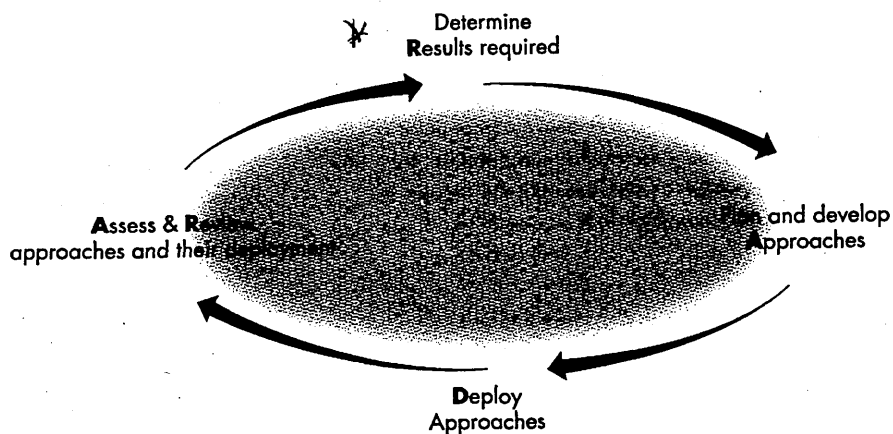 Determine
Results required
Assess & Review
approaches and their deployment
Plan and develop
Approaches
Deploy
Approaches